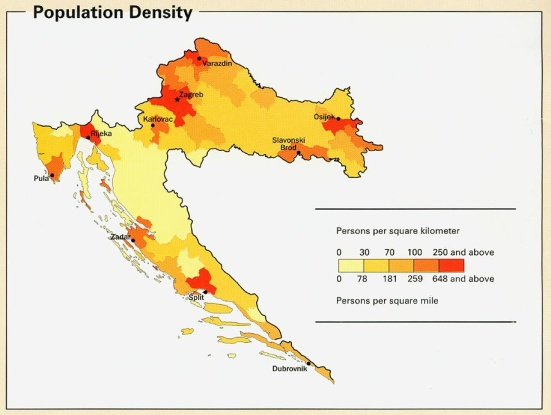 Population Density
Varazdin
Zagreb
Karlovac
Rijeka
Osijek
Slavonski
Brod
Pula
Zadar
Split
Dubrovnik
Persons per square kilometer
0 30 70 100 250 and above
0 78 181 259 648 and above
Persons per square mile